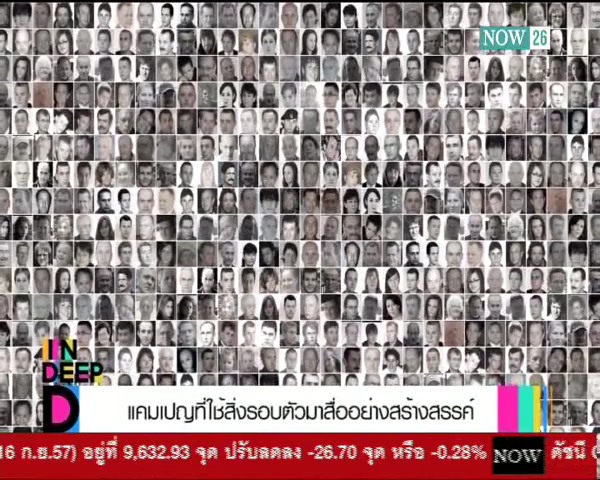 NOW 26
IN
DEEP
D
แคมเปญที่ใช้สิ่งรอบตัวมาสื่ออย่างสร้างสรรค์
16 ก.ย.57) อยู่ที่ 9,632.93 จุด ปรับลดลง -26.70 จุด หรือ -0.28% NOW ดัชนี